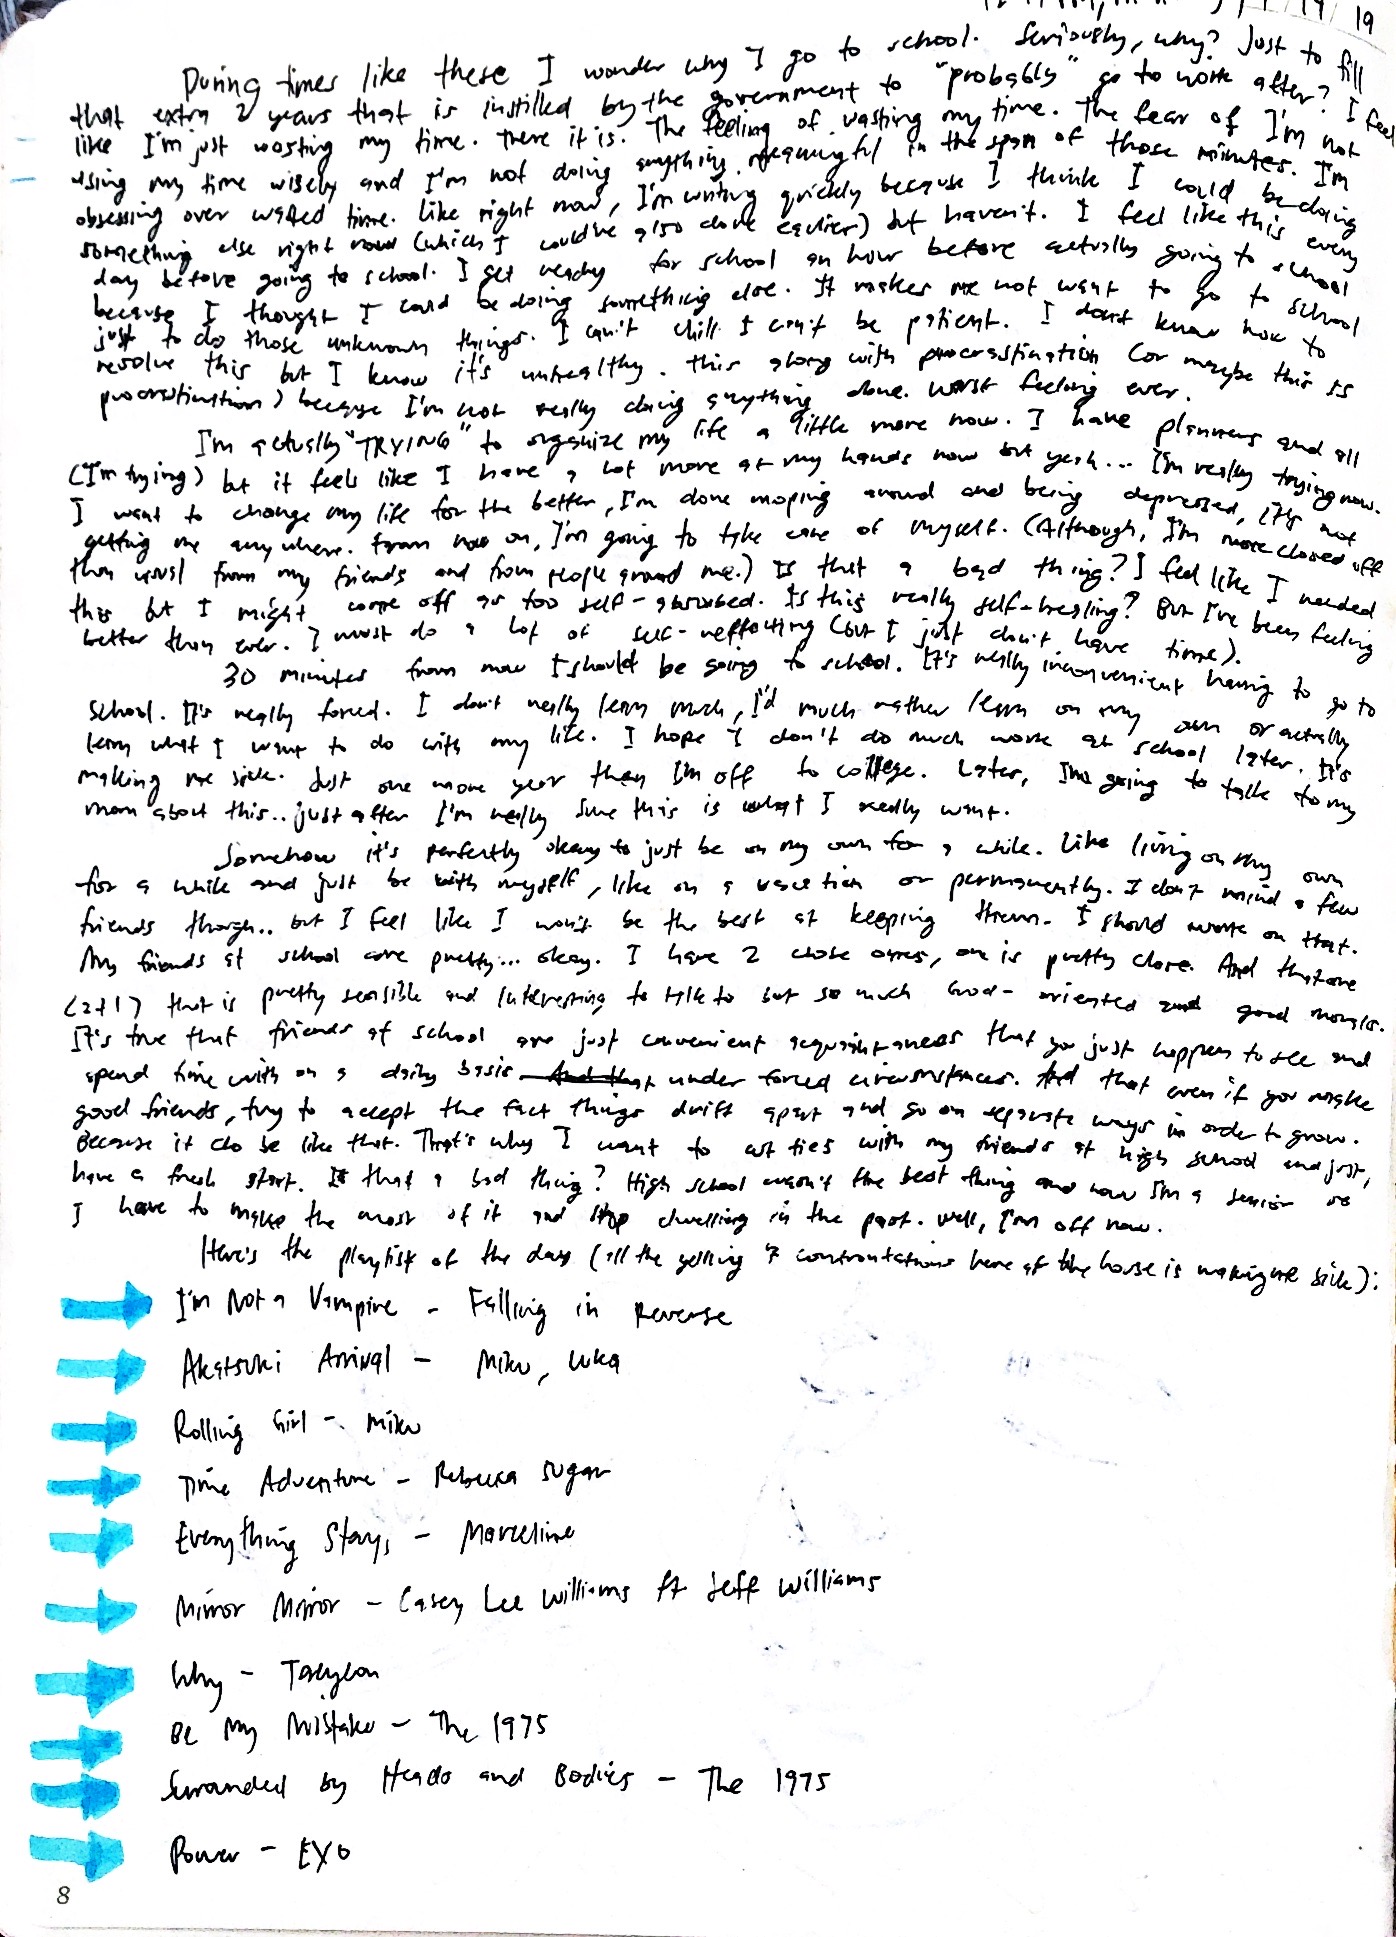 19
During times like these I wonder why I go to school. Seriously, why? Just to fill
that extra 2 years that is instilled by the government to "probably" go to work after? I feel
like I'm just wasting my time. There it is. The feeling of wasting my time. The fear of I'm not
using my time wisely and I'm not doing anything meaningful in the span of those minutes. I'm
obsessing over wasted time. Like right now, I'm writing quickly because I think I could be doing
something else right now (which I could've also done earlier) but haven't. I feel like this every
day before going to school. I get ready for school an hour before actually going to school
because I thought I could be doing something else. It makes me not want to go to school
just to do those unknown things. I can't chill. I can't be patient. I don't know how to
resolve this but I know it's unhealthy. This along with procrastination (or maybe this is
procrastination) because I'm not really doing anything done. Worst feeling ever.
I'm actually "TRYING" to organize my life a little more now. I have planners and all
(I'm trying) but it feels like I have a lot more at my hands now but yeah... I'm really trying now.
I want to change my life for the better, I'm done moping around and being depressed, it's not
getting me anywhere. From now on, I'm going to take care of myself. (Although, I'm more closed off
than usual from my friends and from people around me.) Is that a bad thing? I feel like I needed
this but I might come off as too self-absorbed. Is this really self-healing? But I've been feeling
better than ever. I must do a lot of self-reflecting (but I just don't have time).
30 minutes from now I should be going to school. It's really inconvenient having to go to
school. It's really forced. I don't really learn much, I'd much rather learn on my own or actually
learn what I want to do with my life. I hope I don't do much work at school later. It's
making me sick. Just one more year then I'm off to college. Later, I'm going to talk to my
mom about this.. just after I'm really sure this is what I really want.
Somehow it's perfectly okay to just be on my own for a while. Like living on my own
for a while and just be with myself, like on a vacation or permanently. I don't mind a few
friends though.. but I feel like I won't be the best at keeping them. I should work on that.
My friends at school are pretty... okay. I have 2 close ones, one is pretty close. And that one
(2+1) that is pretty sensible and interesting to talk to but so much God-oriented and good morals.
It's true that friends at school are just convenient acquaintances that you just happen to see and
spend time with on a daily basis under forced circumstances. And that even if you make
good friends, try to accept the fact things drift apart and go on separate ways in order to grow.
Because it do be like that. That's why I want to cut ties with my friends at high school and just,
have a fresh start. Is that a bad thing? High school wasn't the best thing and now I'm a senior so
I have to make the most of it and stop dwelling in the past. Well, I'm off now.
Here's the playlist of the day (all the yelling & confrontations here at the house is making me sick):
I'm Not a Vampire - Falling in Reverse
Akatsuki Arrival - Miku, Luka
Rolling Girl - Miku
Time Adventure - Rebecca Sugar
Everything Stays - Marceline
Mirror Mirror - Casey Lee Williams ft Jeff Williams
Why - Taeyeon
Be My Mistake - The 1975
Surrounded by Heads and Bodies - The 1975
Power - EXO
8